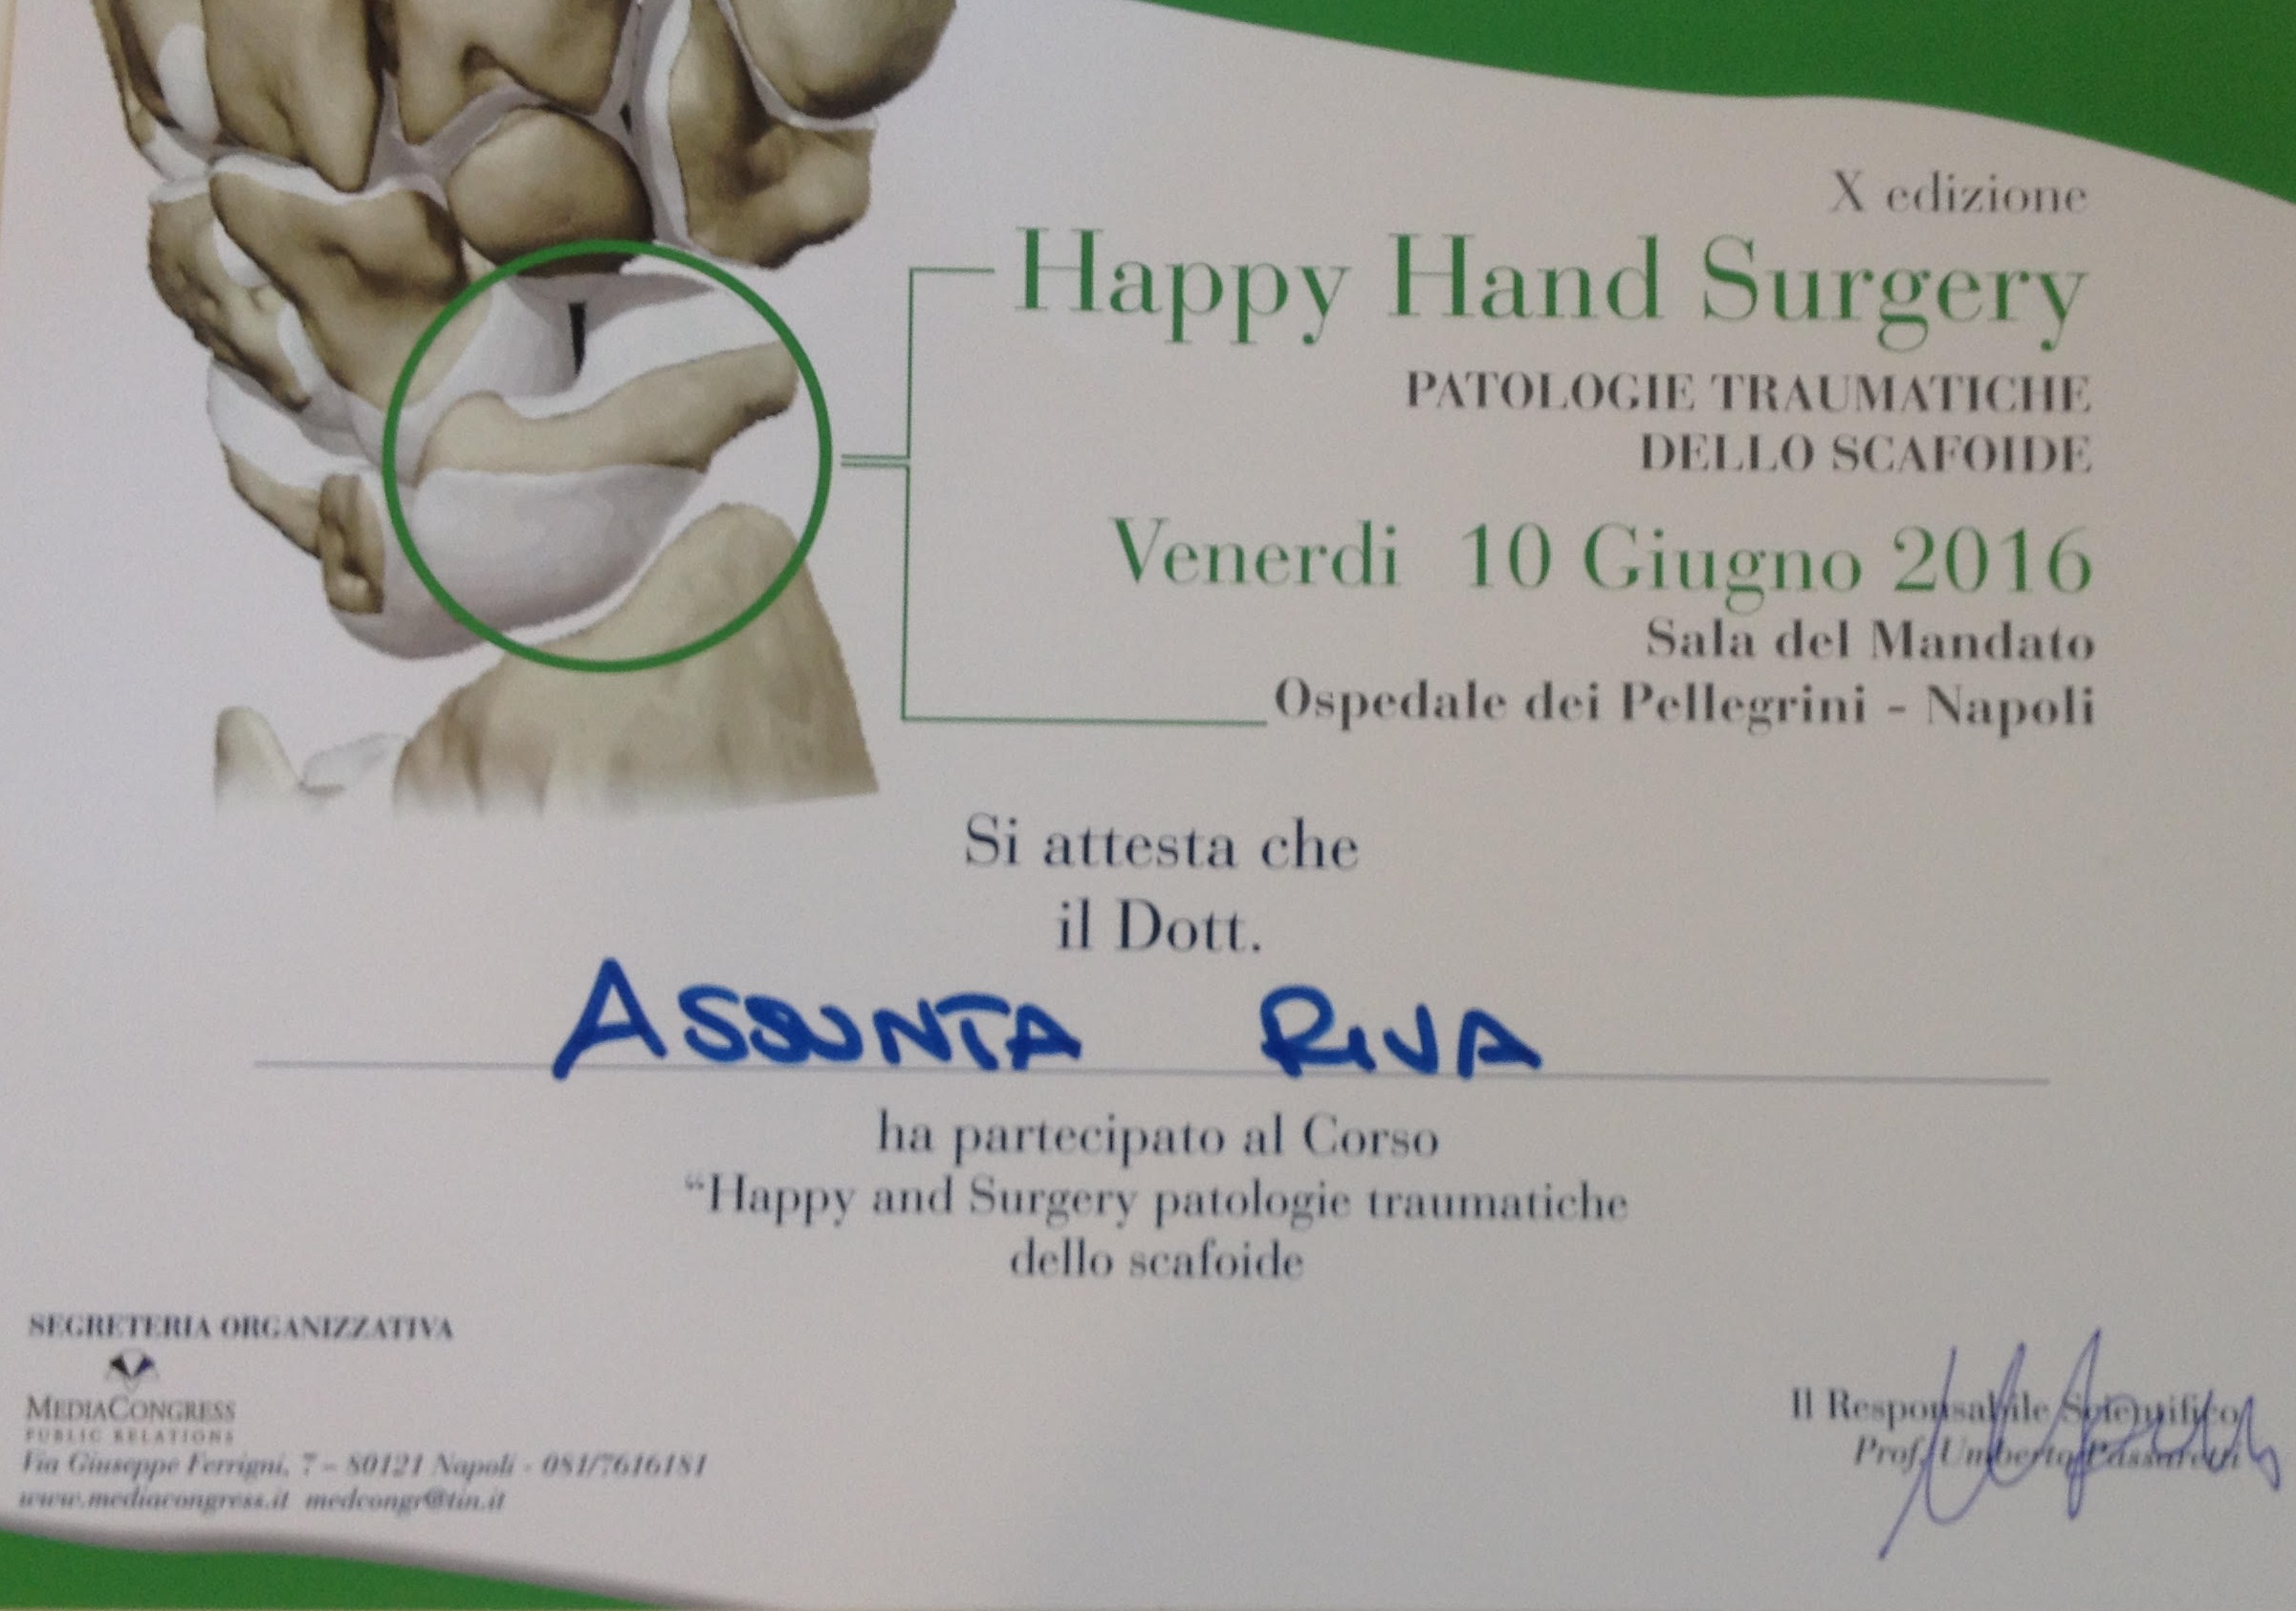 X edizione
Happy Hand Surgery
PATOLOGIE TRAUMATICHE
DELLO SCAFOIDE
Venerdi 10 Giugno 2016
Sala del Mandato
Ospedale dei Pellegrini - Napoli
Si attesta che
il Dott.
ASSUNTA RIVA
ha partecipato al Corso
“Happy and Surgery patologie traumatiche
dello scafoide
SEGRETERIA ORGANIZZATIVA
MEDIACONGRESS
PUBLIC RELATIONS
Via Giuseppe Ferrigni, 7 – 80121 Napoli - 081/7616181
www.mediacongress.it medcongr@tin.it
Il Responsabile Scientifico
Prof. Umberto Passaretti